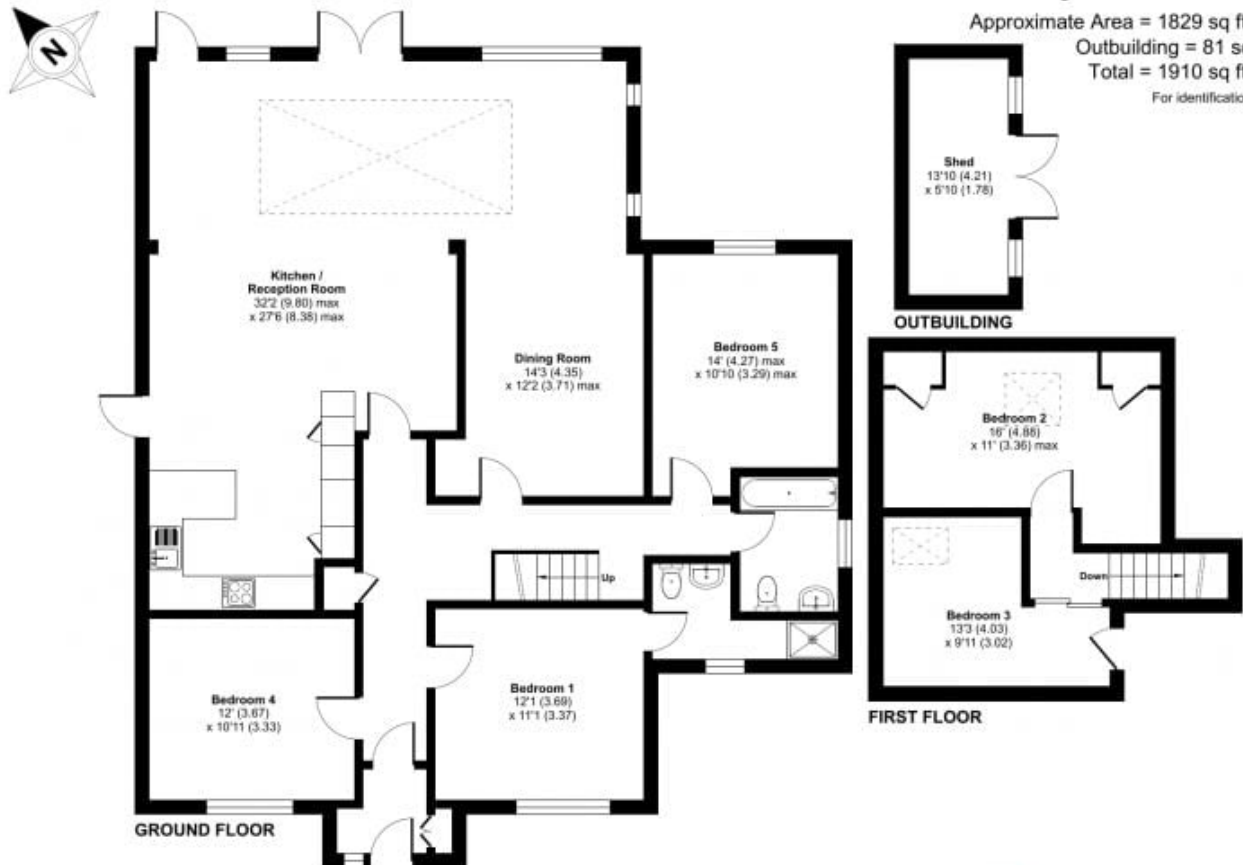 N
Approximate Area = 1829 sq ft
Outbuilding = 81 sq
Total = 1910 sq ft
For identification
Shed
13'10 (4.21)
x 5'10 (1.78)
OUTBUILDING
Kitchen /
Reception Room
32'2 (9.80) max
x 27'6 (8.38) max
Dining Room
14'3 (4.35)
x 12'2 (3.71) max
Bedroom 5
14' (4.27) max
x 10'10 (3.29) max
Bedroom 2
16' (4.88)
x 11' (3.36) max
Up
Down
Bedroom 3
13'3 (4.03)
x 9'11 (3.02)
Bedroom 4
12' (3.67)
x 10'11 (3.33)
Bedroom 1
12'1 (3.69)
x 11'1 (3.37)
FIRST FLOOR
GROUND FLOOR